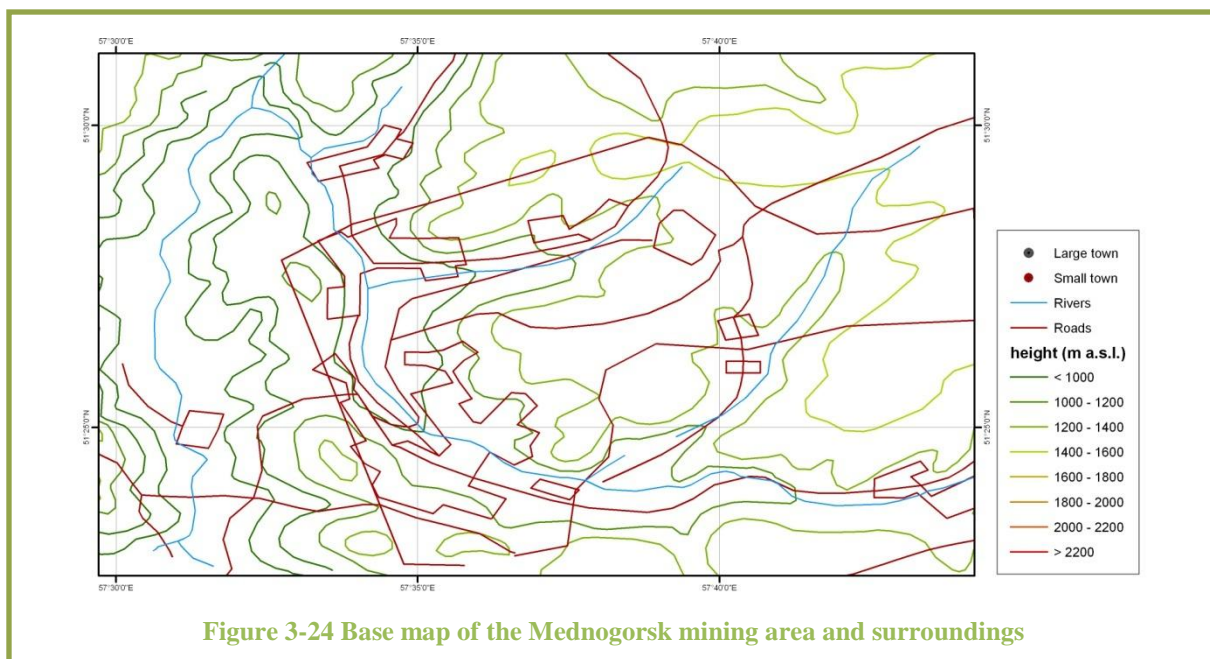 57°30'0"E
57°35'0"E
57°40'0"E
51°30'0"N
51°30'0"N
51°25'0"N
51°25'0"N
57°30'0"E
57°35'0"E
57°40'0"E
Large town
Small town
Rivers
Roads
height (m a.s.l.)
< 1000
1000 - 1200
1200 - 1400
1400 - 1600
1600 - 1800
1800 - 2000
2000 - 2200
> 2200
Figure 3-24 Base map of the Mednogorsk mining area and surroundings